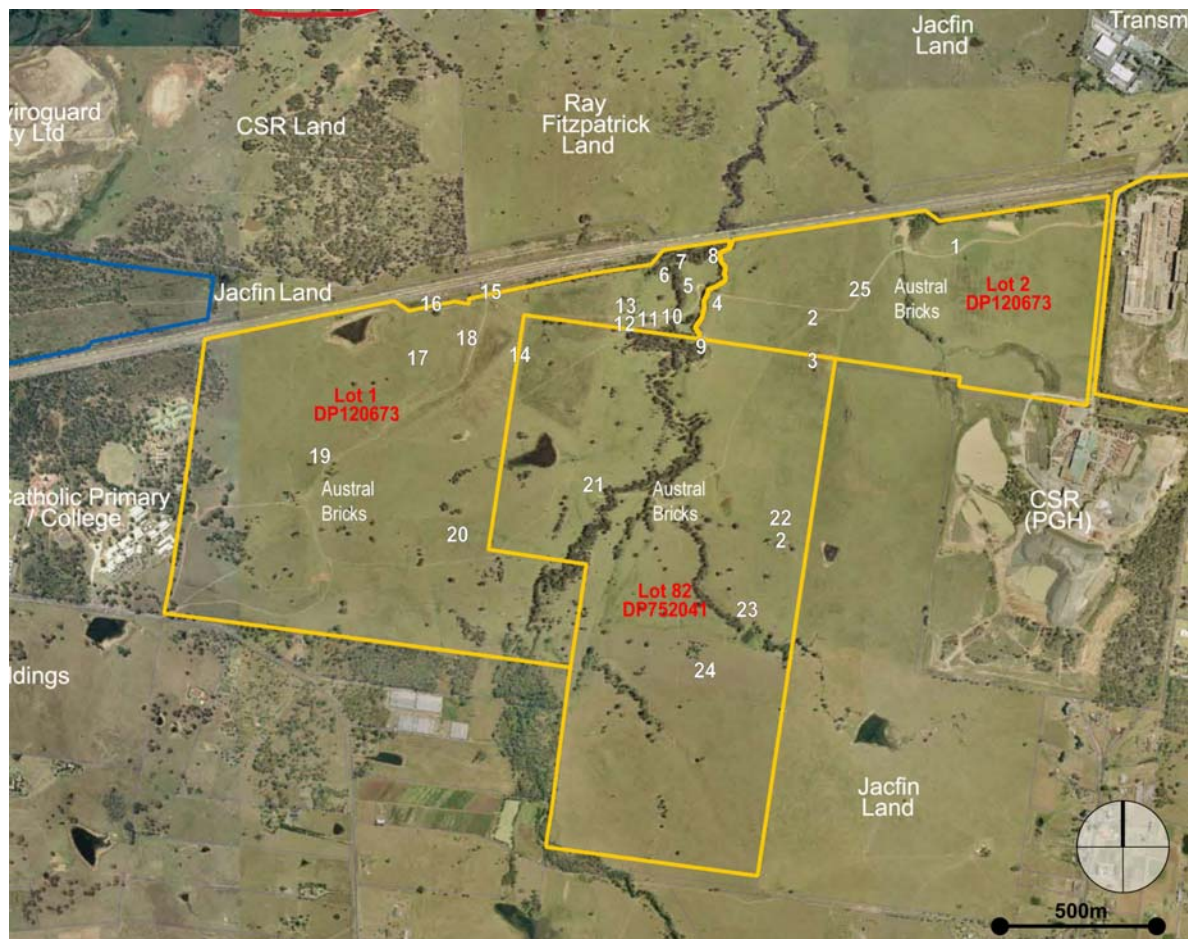 Jacfin
Land
Transm
viroguard
ty Ltd
CSR Land
Ray
Fitzpatrick
Land
Jacfin Land
1
Lot 2
DP120673
Austral
Bricks
25
8
7
6
5
4
2
3
13
12
11
10
9
16
15
18
17
14
Lot 1
DP120673
19
Austral
Bricks
20
21
Austral
Bricks
22
2
Lot 82
DP752041
23
24
CSR
(PGH)
Catholic Primary
/ College
ldings
Jacfin
Land
500m